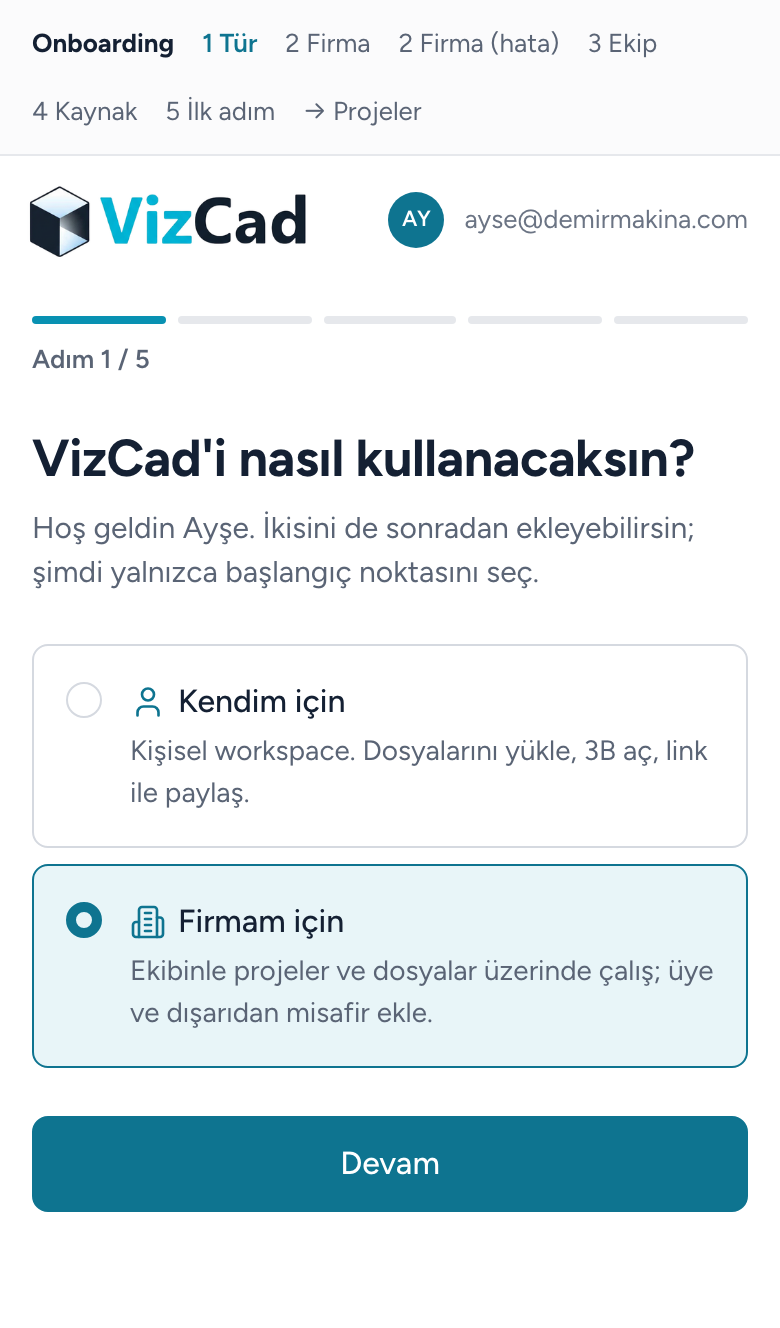 Onboarding 1 Tür 2 Firma 2 Firma (hata) 3 Ekip
4 Kaynak 5 İlk adım → Projeler
VizCad AY ayse@demirmakina.com
Adım 1 / 5
VizCad'i nasıl kullanacaksın?
Hoş geldin Ayşe. İkisini de sonradan ekleyebilirsin;
şimdi yalnızca başlangıç noktasını seç.
Kendim için
Kişisel workspace. Dosyalarını yükle, 3B aç, link
ile paylaş.
Firmam için
Ekibinle projeler ve dosyalar üzerinde çalış; üye
ve dışarıdan misafir ekle.
Devam